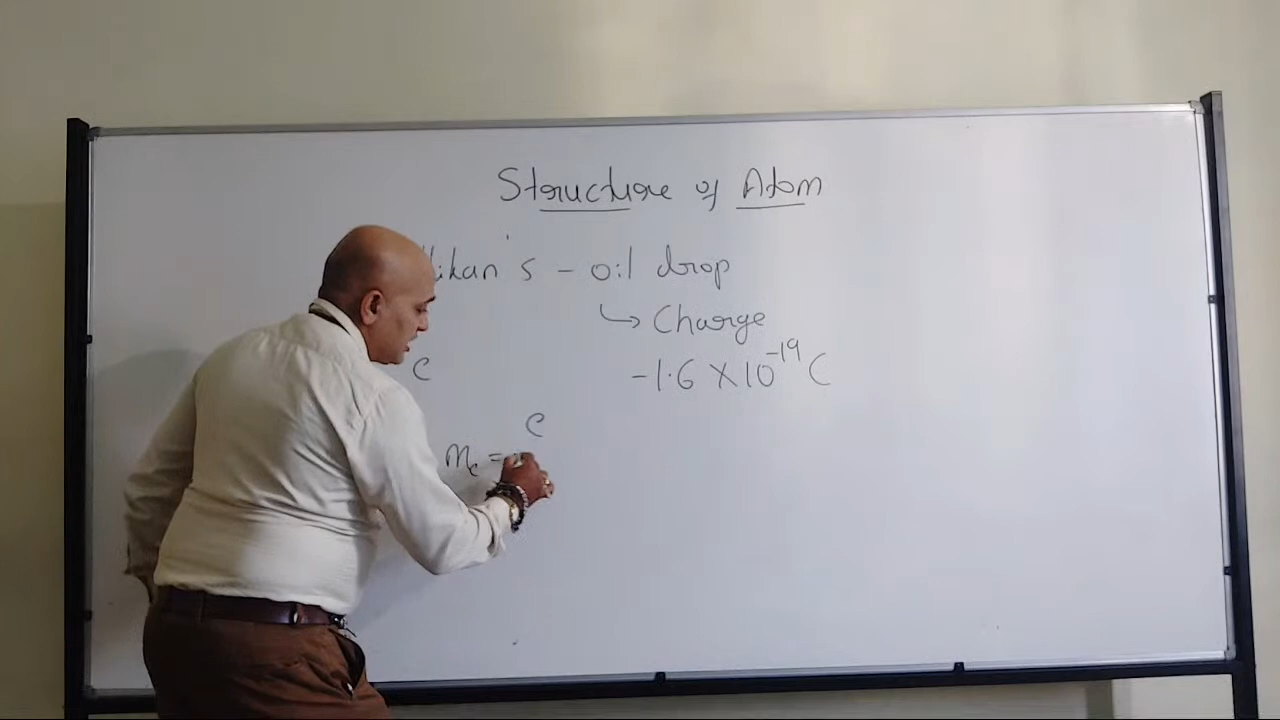 Structure of Atom
likan's - oil drop
↳ Charge
C -1.6 X 10⁻¹⁹ C
e
me =